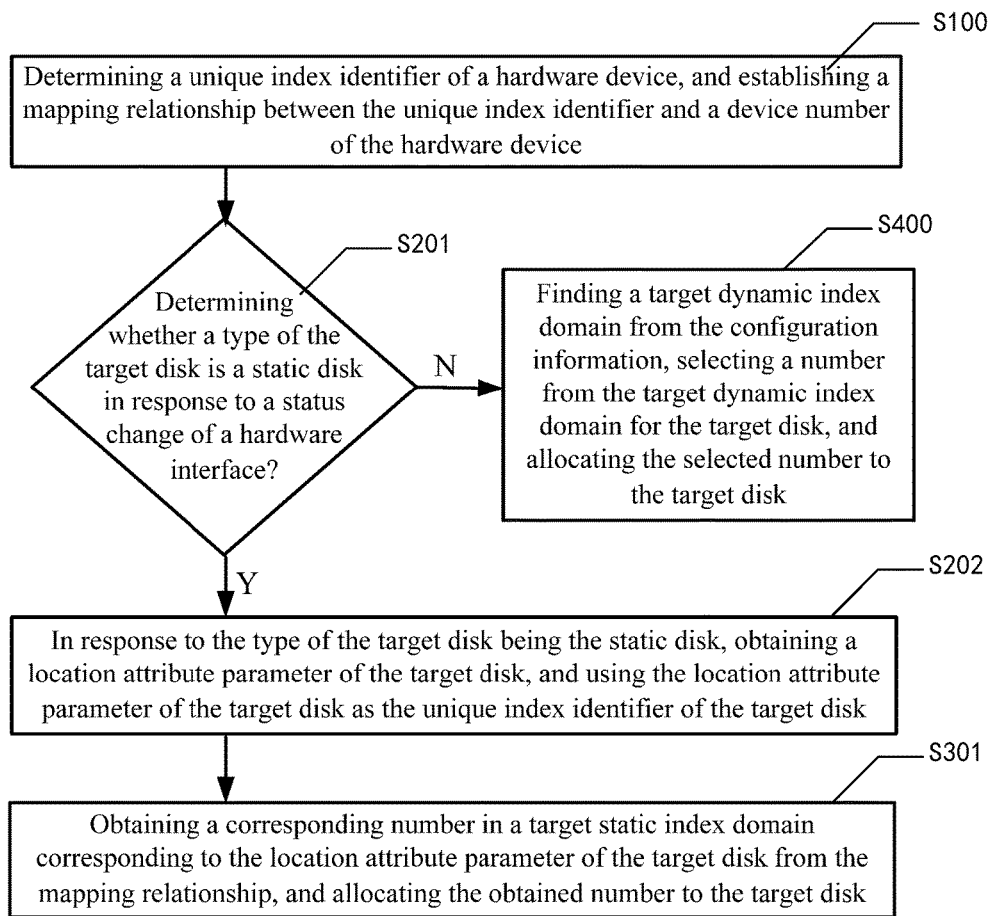 S100
Determining a unique index identifier of a hardware device, and establishing a
mapping relationship between the unique index identifier and a device number
of the hardware device
S201
Determining
whether a type of the
target disk is a static disk
in response to a status
change of a hardware
interface?
N
S400
Finding a target dynamic index
domain from the configuration
information, selecting a number
from the target dynamic index
domain for the target disk, and
allocating the selected number to
the target disk
Y
S202
In response to the type of the target disk being the static disk, obtaining a
location attribute parameter of the target disk, and using the location attribute
parameter of the target disk as the unique index identifier of the target disk
S301
Obtaining a corresponding number in a target static index domain
corresponding to the location attribute parameter of the target disk from the
mapping relationship, and allocating the obtained number to the target disk